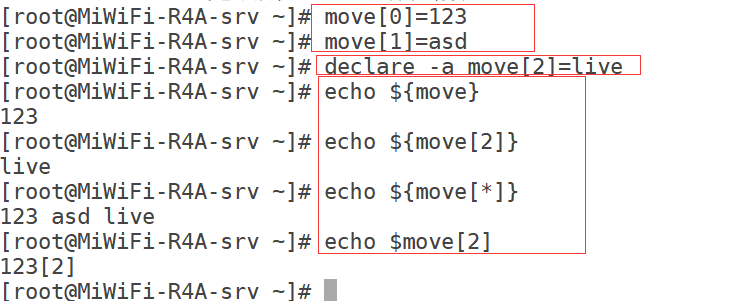 [root@MiWiFi-R4A-srv ~]# move[0]=123
[root@MiWiFi-R4A-srv ~]# move[1]=asd
[root@MiWiFi-R4A-srv ~]# declare -a move[2]=live
[root@MiWiFi-R4A-srv ~]# echo ${move}
123
[root@MiWiFi-R4A-srv ~]# echo ${move[2]}
live
[root@MiWiFi-R4A-srv ~]# echo ${move[*]}
123 asd live
[root@MiWiFi-R4A-srv ~]# echo $move[2]
123[2]
[root@MiWiFi-R4A-srv ~]#